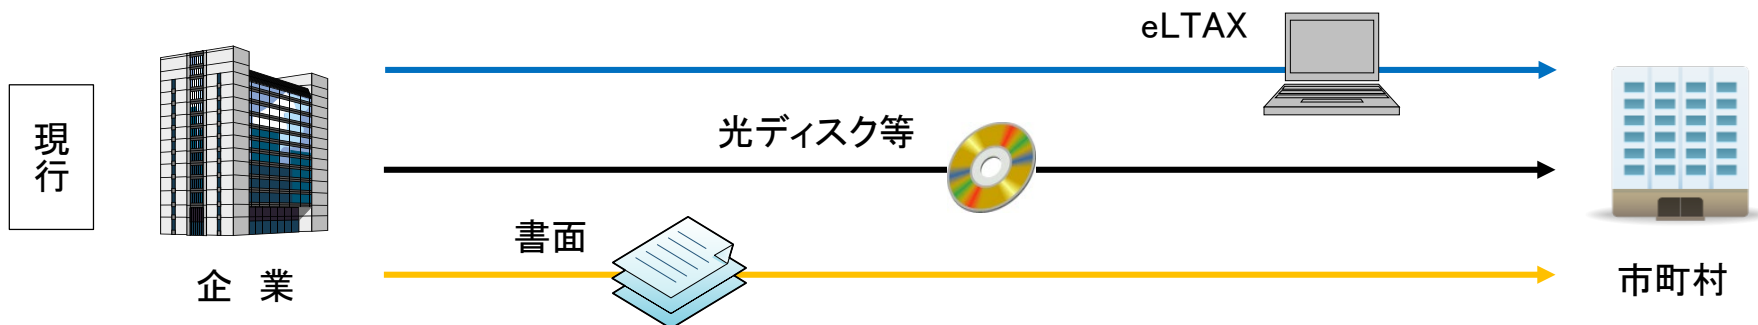 現行
企　業
eLTAX
光ディスク等
書面
市町村